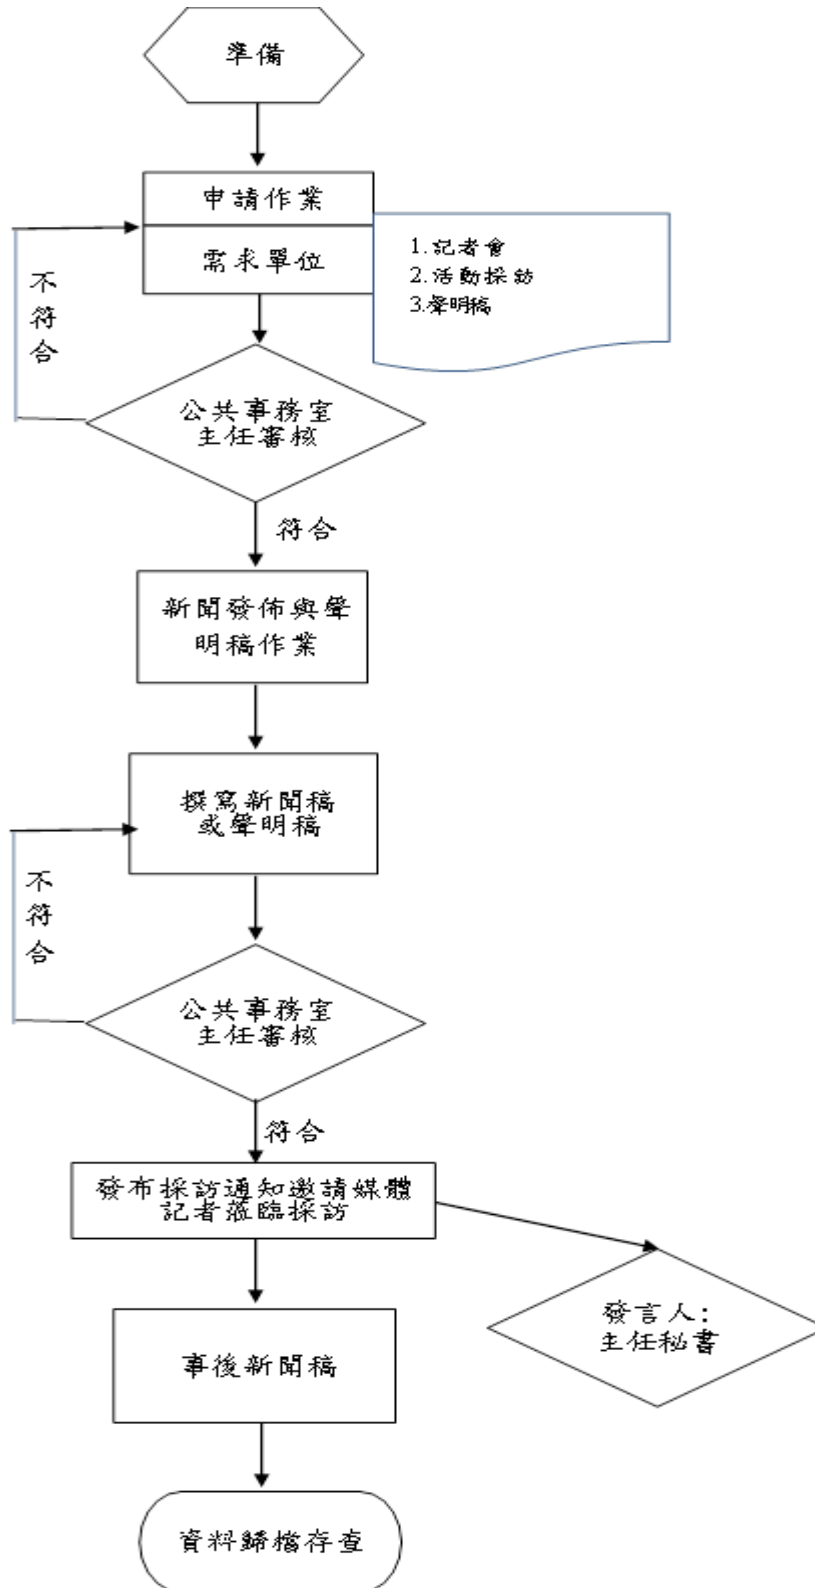 準備
申請作業
需求單位
1.記者會
2.活動採訪
3.聲明稿
不
符
合
公共事務室
主任審核
符合
新聞發佈與聲
明稿作業
撰寫新聞稿
或聲明稿
不
符
合
公共事務室
主任審核
符合
發布採訪通知邀請媒體
記者蒞臨採訪
發言人:
主任秘書
事後新聞稿
資料歸檔存查